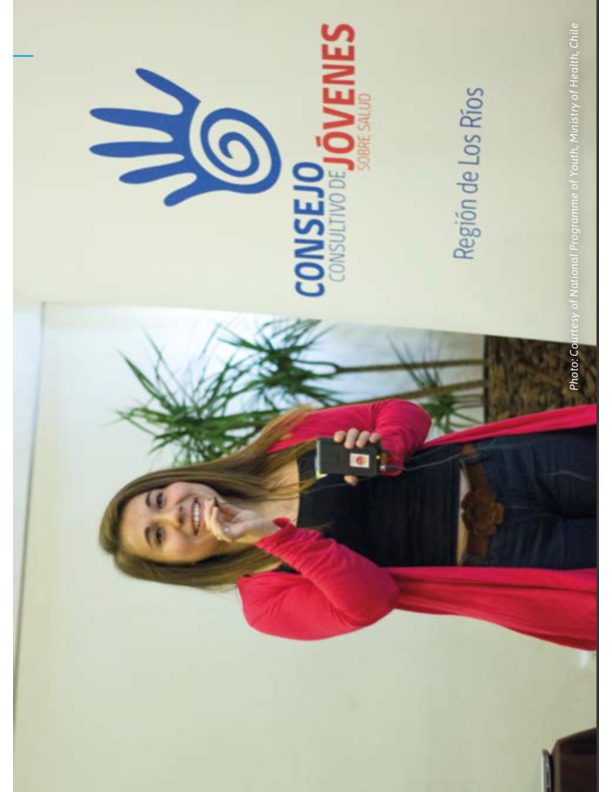 CONSEJO
CONSULTIVO DE JÓVENES
SOBRE SALUD
Región de Los Ríos
Photo: Courtesy of National Programme of Youth, Ministry of Health, Chile